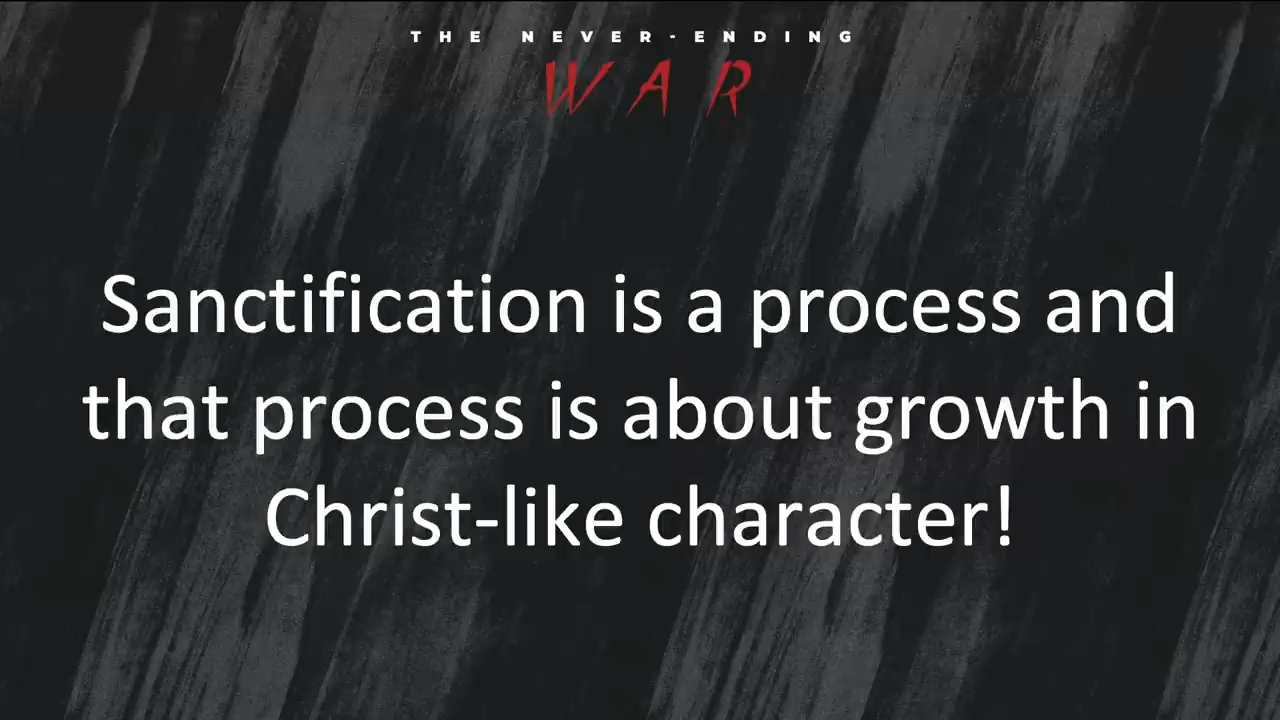 THE NEVER-ENDING
WAR
Sanctification is a process and
that process is about growth in
Christ-like character!